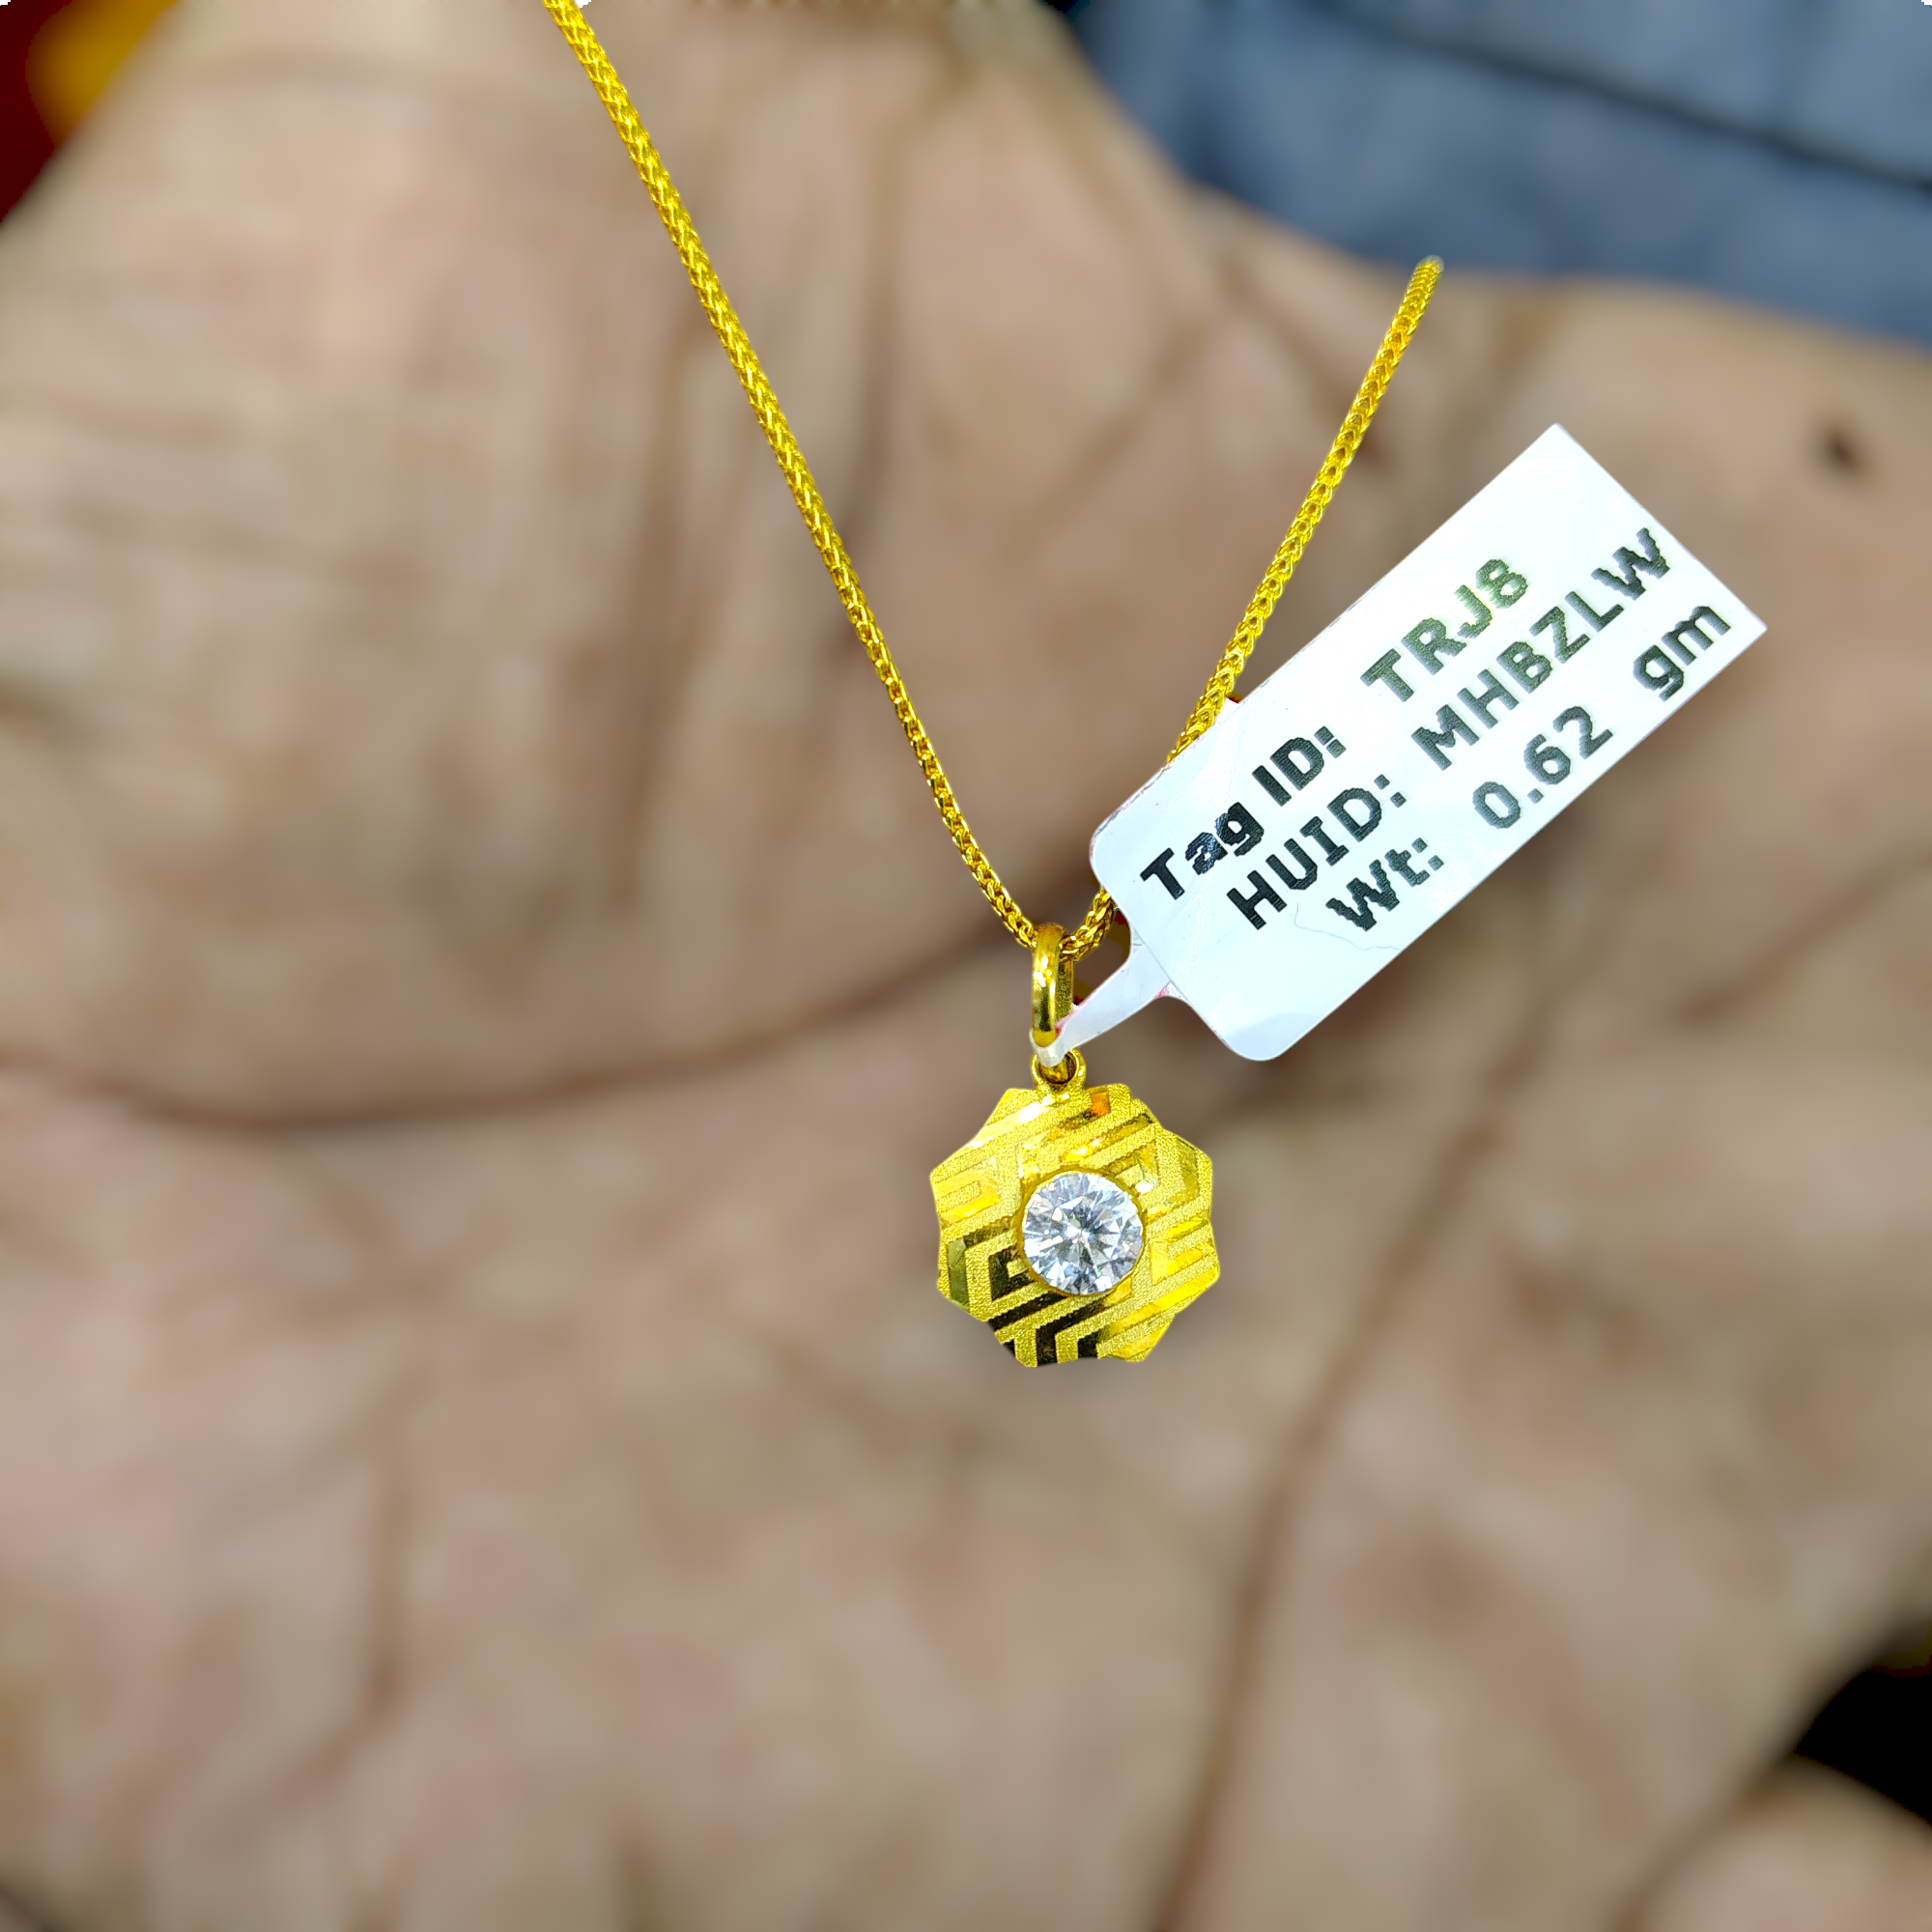 Tag ID: TRJ8
HUID: MHBZLW
Wt: 0.62 gm